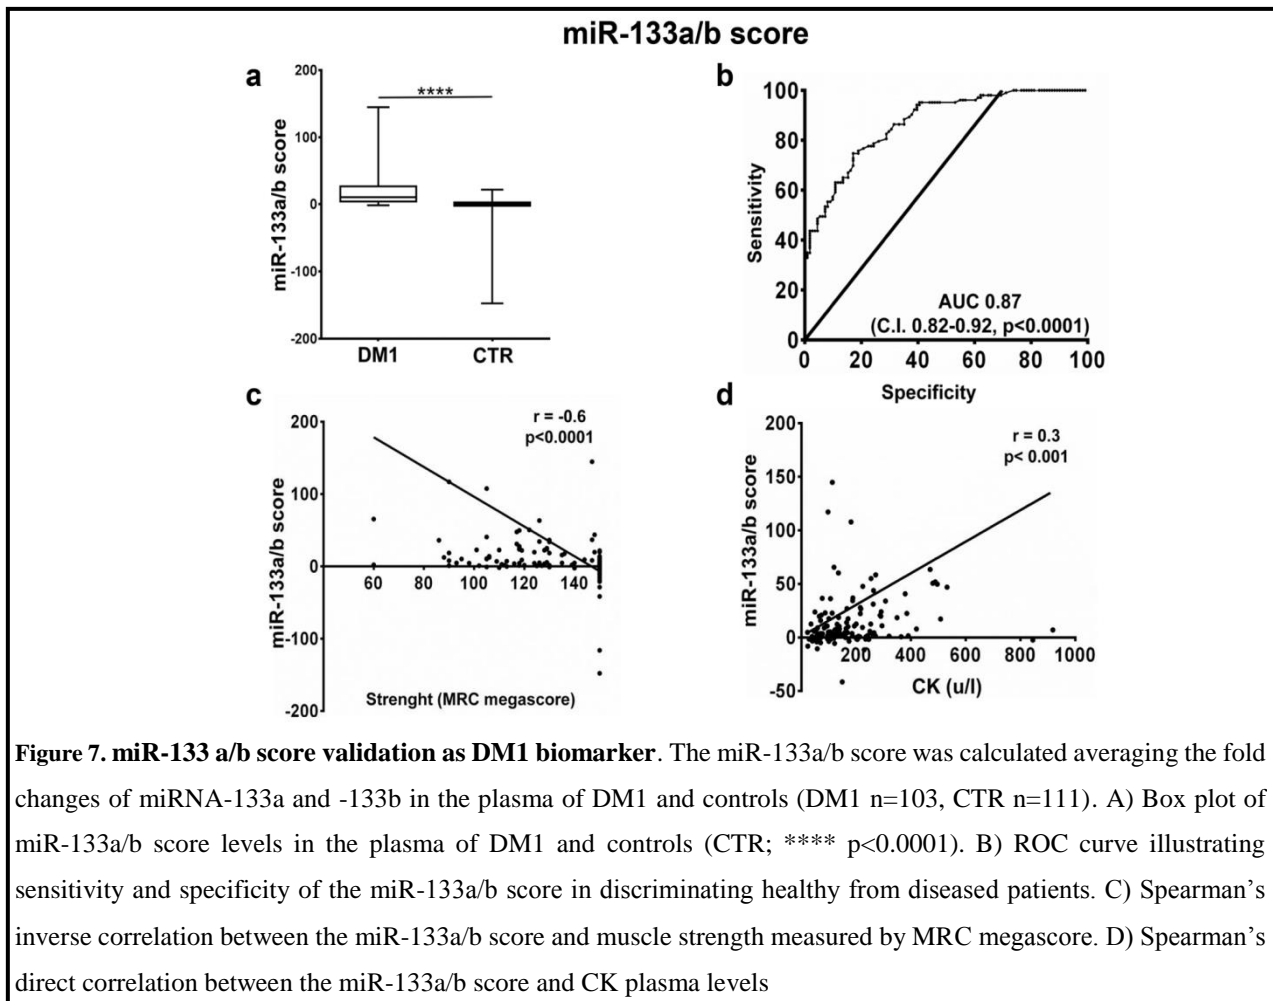 miR-133a/b score
a
200
100
0
-100
-200
miR-133a/b score
****
DM1 CTR
b
100
80
60
40
20
0
Sensitivity
AUC 0.87
(C.I. 0.82-0.92, p<0.0001)
0 20 40 60 80 100
Specificity
c
200
100
0
-100
-200
miR-133a/b score
r = -0.6
p<0.0001
60 80 100 120 140
Strenght (MRC megascore)
d
200
150
100
50
0
-50
miR-133a/b score
r = 0.3
p< 0.001
200 400 600 800 1000
CK (u/l)
Figure 7. miR-133 a/b score validation as DM1 biomarker. The miR-133a/b score was calculated averaging the fold
changes of miRNA-133a and -133b in the plasma of DM1 and controls (DM1 n=103, CTR n=111). A) Box plot of
miR-133a/b score levels in the plasma of DM1 and controls (CTR; **** p<0.0001). B) ROC curve illustrating
sensitivity and specificity of the miR-133a/b score in discriminating healthy from diseased patients. C) Spearman’s
inverse correlation between the miR-133a/b score and muscle strength measured by MRC megascore. D) Spearman’s
direct correlation between the miR-133a/b score and CK plasma levels